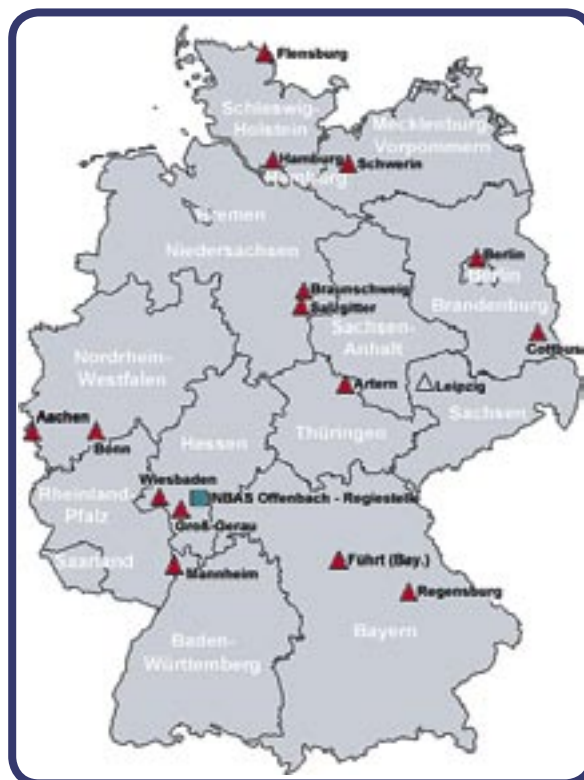 Flensburg
Schleswig-
Holstein
Mecklenburg
Vorpommern
Hamburg
Schwerin
Hamburg
Bremen
Niedersachsen
Berlin
Berlin
Braunschweig
Salzgitter
Brandenburg
Sachsen-
Anhalt
Cottbus
Nordrhein-
Westfalen
Artern
Leipzig
Sachsen
Aachen
Bonn
Hessen
Thüringen
Wiesbaden
Rheinland-
Pfalz
INBAS Offenbach - Regiestelle
Groß-Gerau
Saarland
Mannheim
Führt (Bay.)
Regensburg
Bayern
Baden-
Württemberg